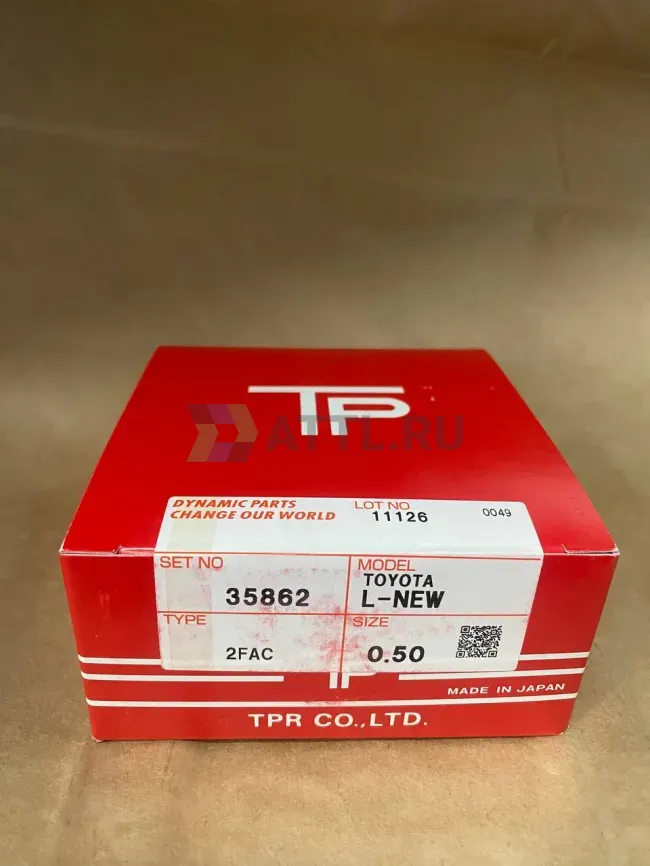 TP
ATTL.RU
DYNAMIC PARTS
CHANGE OUR WORLD
LOT NO
11126
0049
SET NO
35862
MODEL
TOYOTA
L-NEW
TYPE
2FAC
SIZE
0.50
TP
MADE IN JAPAN
TPR CO.,LTD.